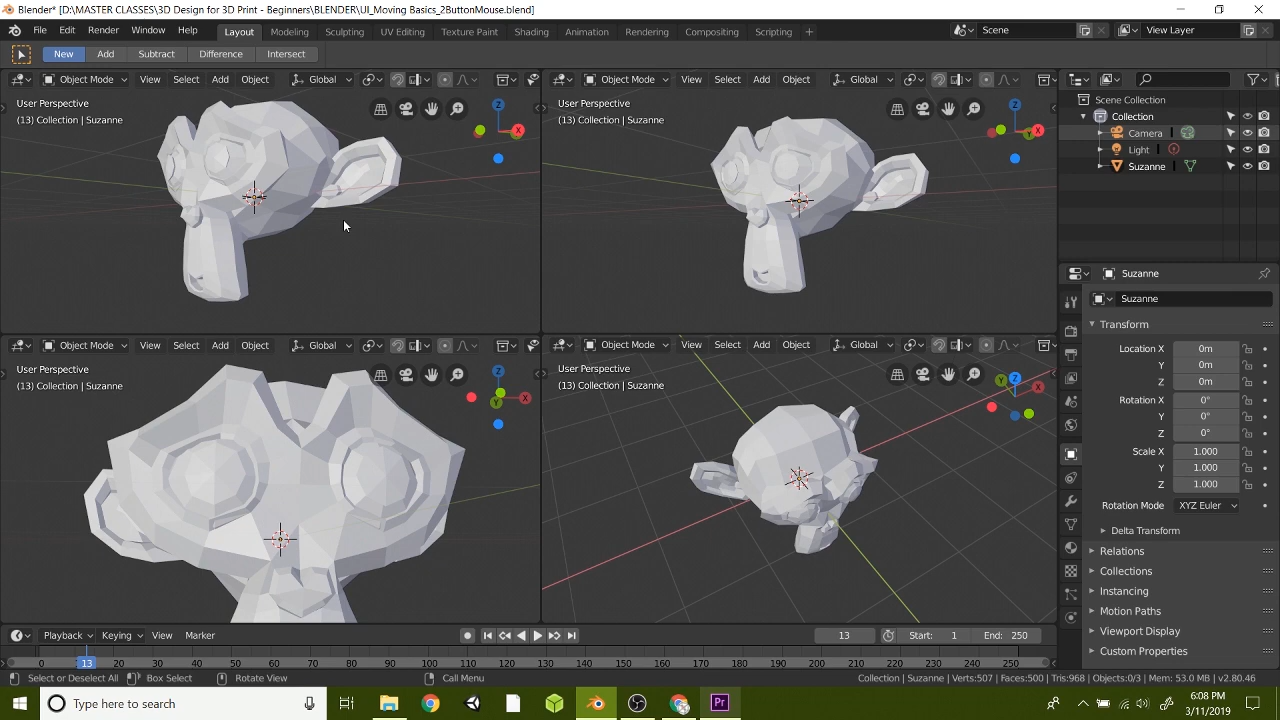 Blender* [D:\MASTER CLASSES\3D Design for 3D Print - Beginners\BLENDER\UI_Moving Basics_2ButtonMouse.blend]
File Edit Render Window Help Layout Modeling Sculpting UV Editing Texture Paint Shading Animation Rendering Compositing Scripting + Scene View Layer
New Add Subtract Difference Intersect
Object Mode View Select Add Object Global
User Perspective
(13) Collection | Suzanne
Z
X
Object Mode View Select Add Object Global
User Perspective
(13) Collection | Suzanne
Z
X
Y
Object Mode View Select Add Object Global
User Perspective
(13) Collection | Suzanne
Z
X
Y
Object Mode View Select Add Object Global
User Perspective
(13) Collection | Suzanne
Z
Y
X
Scene Collection
Collection
Camera
Light
Suzanne
Suzanne
Suzanne
Transform
Location X 0m
Y 0m
Z 0m
Rotation X 0°
Y 0°
Z 0°
Scale X 1.000
Y 1.000
Z 1.000
Rotation Mode XYZ Euler
Delta Transform
Relations
Collections
Instancing
Motion Paths
Viewport Display
Custom Properties
Playback Keying View Marker 13 Start: 1 End: 250
0 13 20 30 40 50 60 70 80 90 100 110 120 130 140 150 160 170 180 190 200 210 220 230 240 250
Select or Deselect All Box Select Rotate View Call Menu Collection | Suzanne | Verts:507 | Faces:500 | Tris:968 | Objects:0/3 | Mem: 53.0 MB | v2.80.46
Type here to search
Pr
6:08 PM
3/11/2019